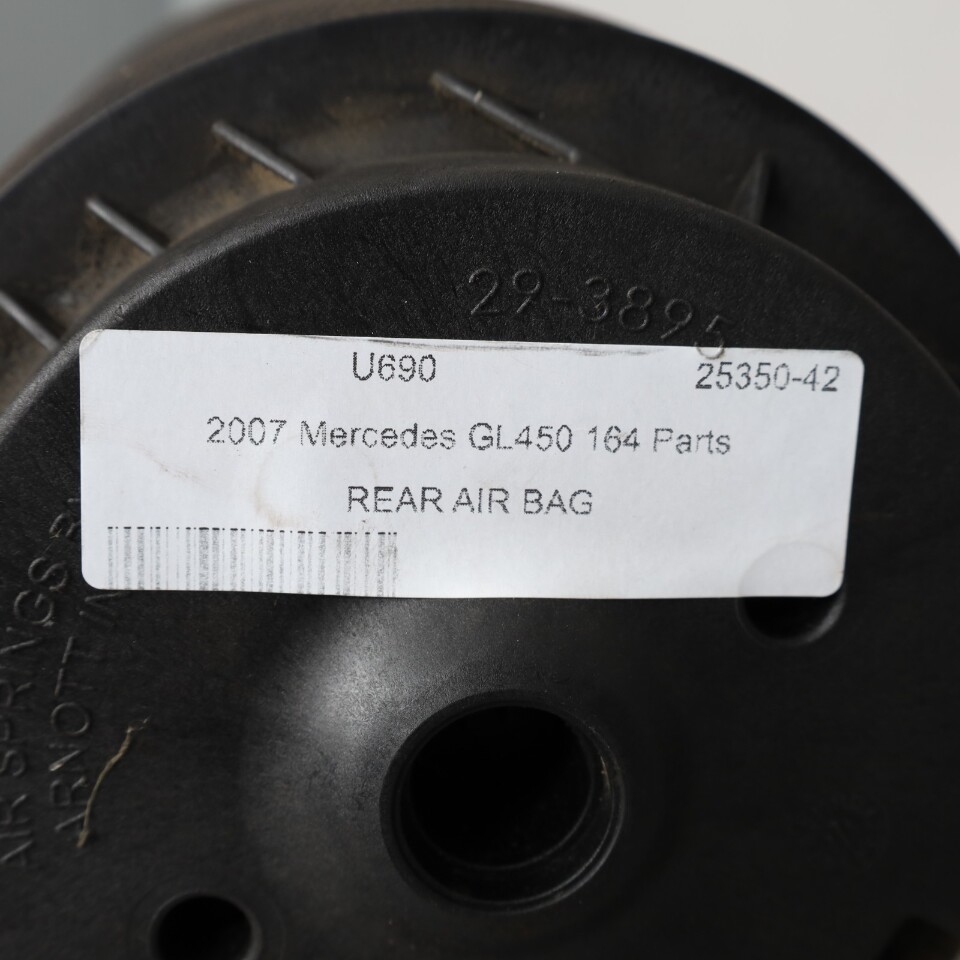 29-3895
U690 25350-42
2007 Mercedes GL450 164 Parts
REAR AIR BAG
AIR SPRINGS
ARNOTT